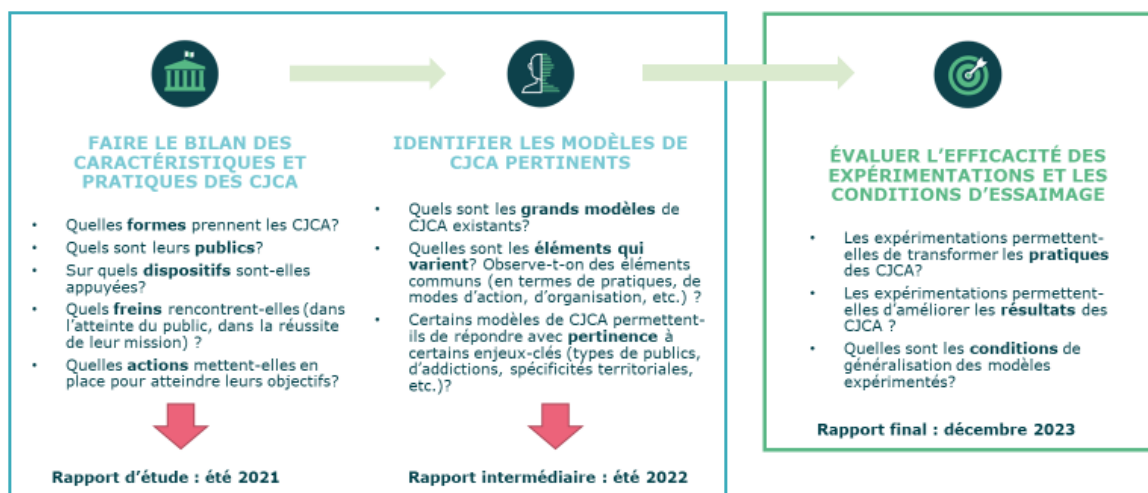 FAIRE LE BILAN DES
CARACTÉRISTIQUES ET
PRATIQUES DES CJCA
• Quelles formes prennent les CJCA?
• Quels sont leurs publics?
• Sur quels dispositifs sont-elles
appuyées?
• Quels freins rencontrent-elles (dans
l'atteinte du public, dans la réussite
de leur mission) ?
• Quelles actions mettent-elles en
place pour atteindre leurs objectifs?
Rapport d'étude : été 2021
IDENTIFIER LES MODÈLES DE
CJCA PERTINENTS
• Quels sont les grands modèles de
CJCA existants?
• Quelles sont les éléments qui
varient? Observe-t-on des éléments
communs (en termes de pratiques, de
modes d'action, d'organisation, etc.) ?
• Certains modèles de CJCA permettent-
ils de répondre avec pertinence à
certains enjeux-clés (types de publics,
d'addictions, spécificités territoriales,
etc.)?
Rapport intermédiaire : été 2022
ÉVALUER L'EFFICACITÉ DES
EXPÉRIMENTATIONS ET LES
CONDITIONS D'ESSAIMAGE
• Les expérimentations permettent-
elles de transformer les pratiques
des CJCA?
• Les expérimentations permettent-
elles d'améliorer les résultats des
CJCA ?
• Quelles sont les conditions de
généralisation des modèles
expérimentés?
Rapport final : décembre 2023